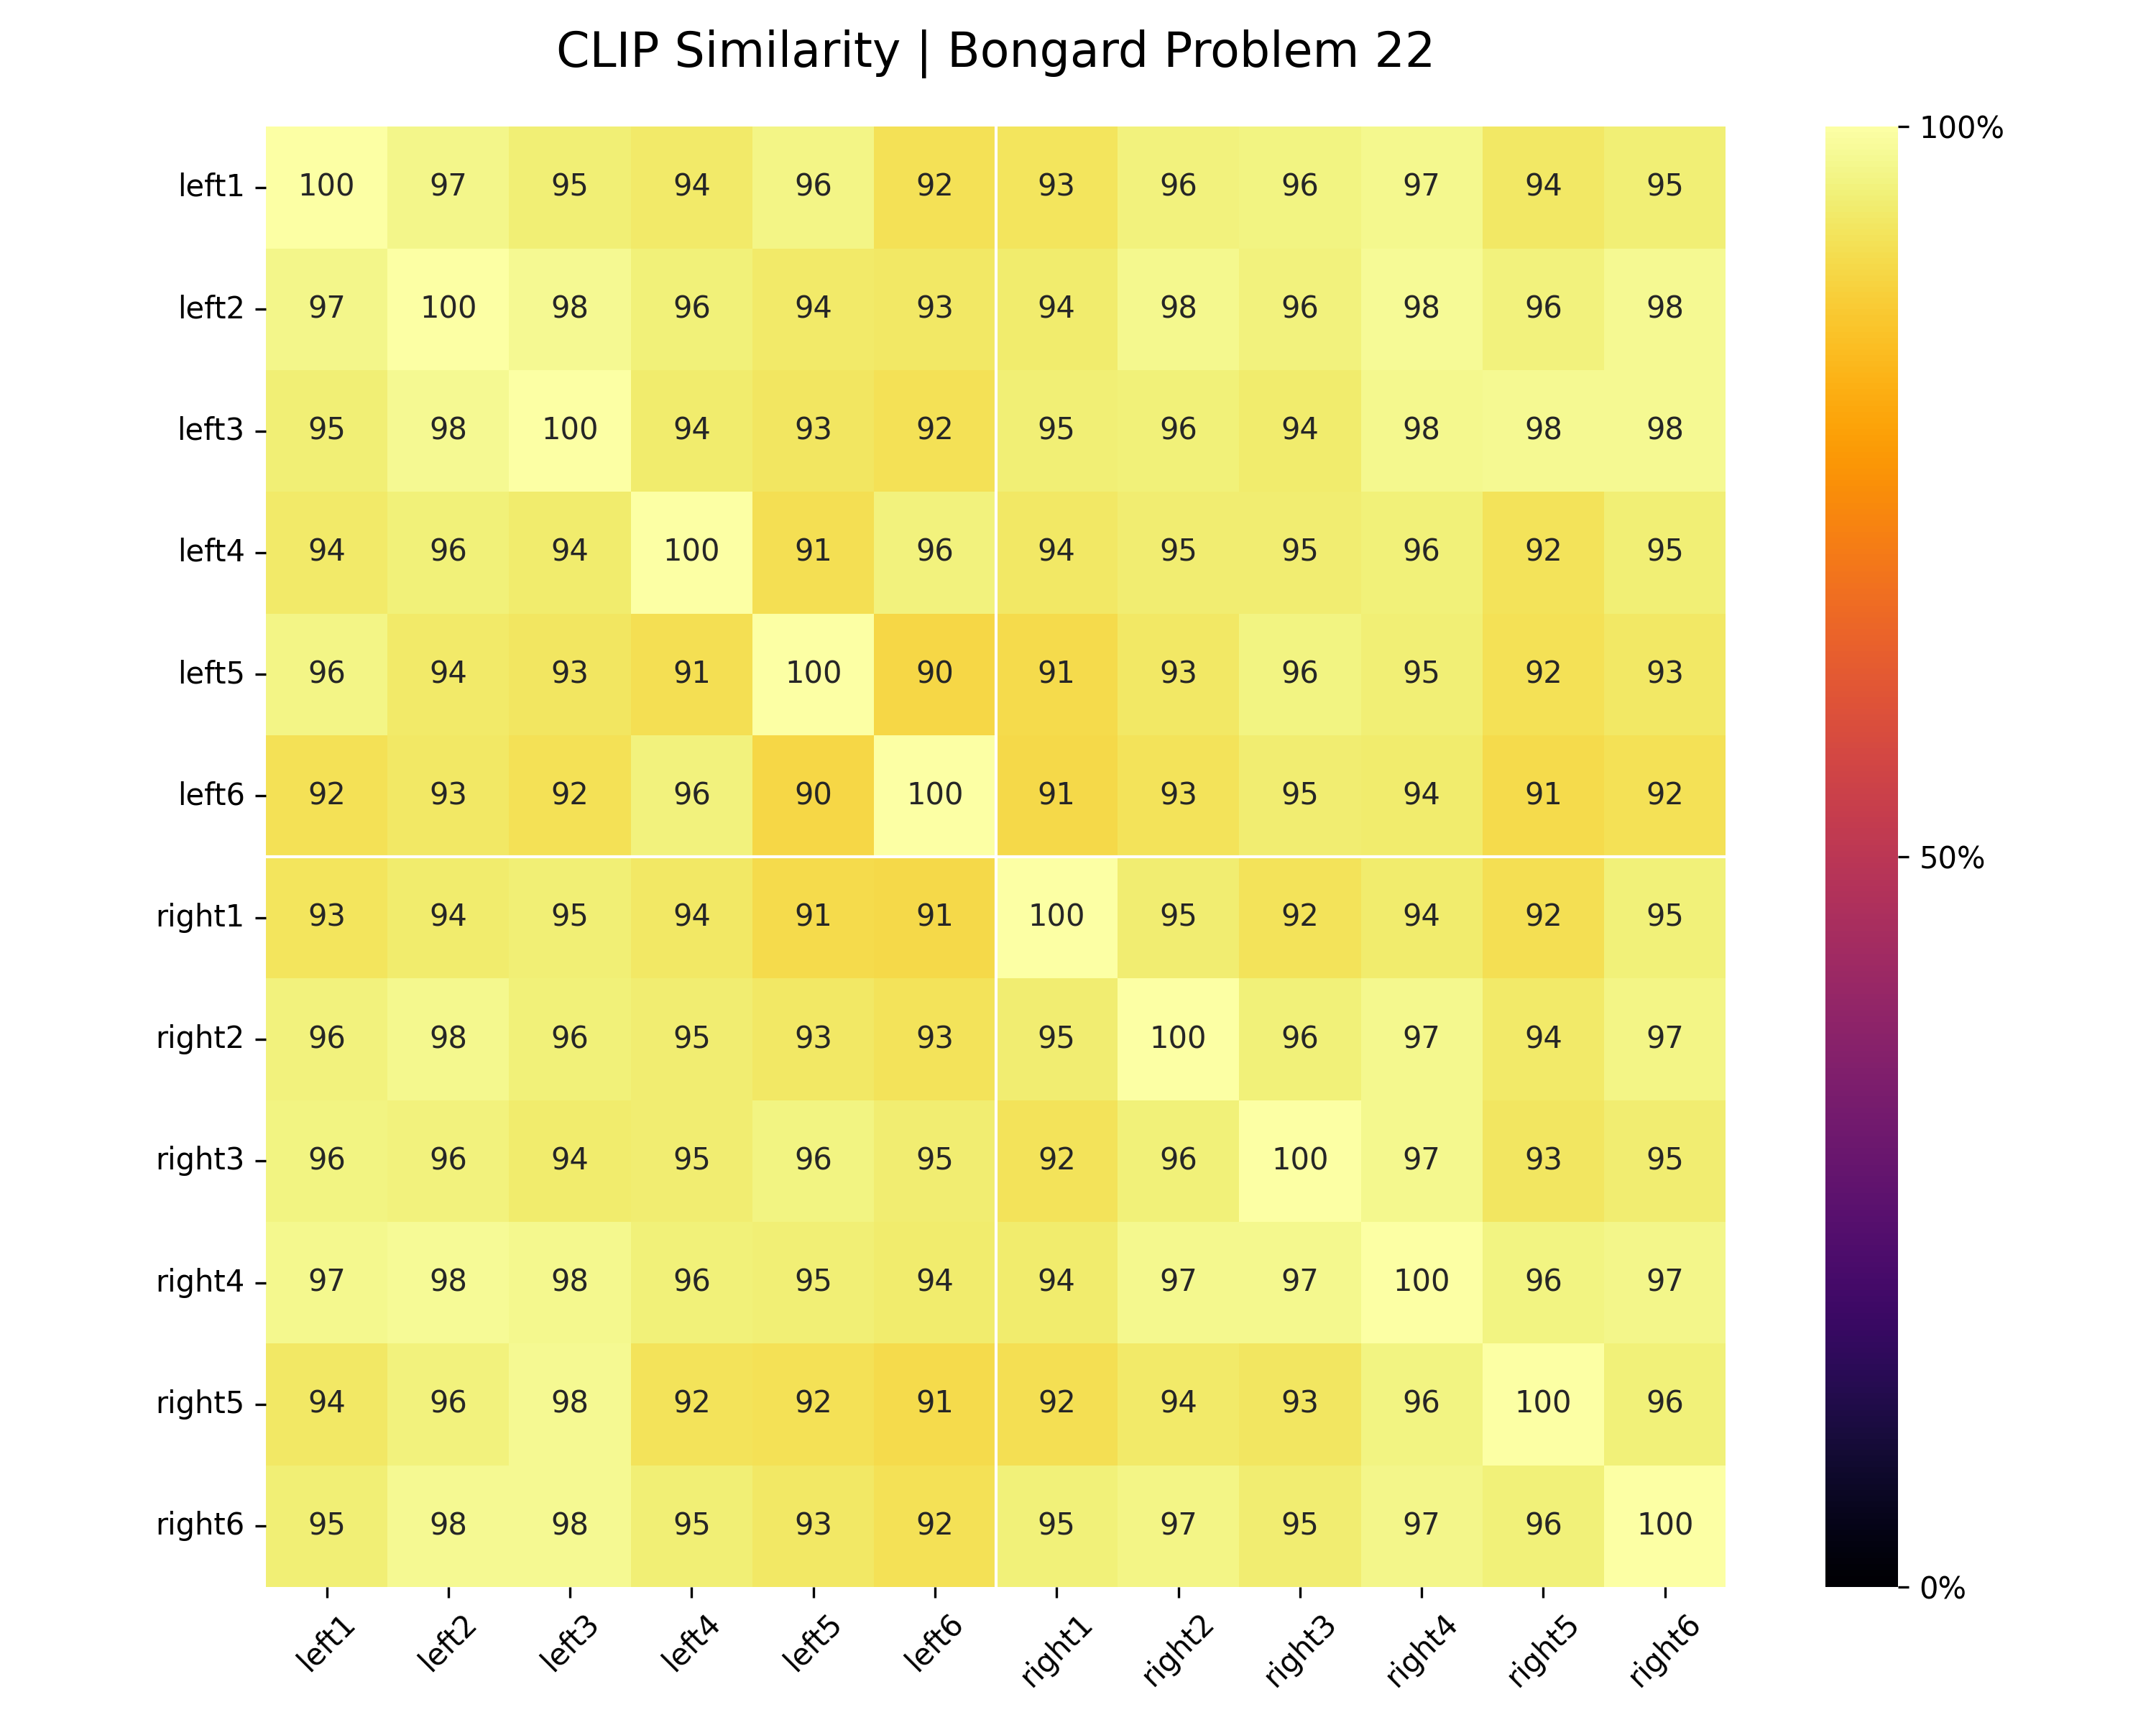 CLIP Similarity | Bongard Problem 22
left1 100 97 95 94 96 92 93 96 96 97 94 95
left2 97 100 98 96 94 93 94 98 96 98 96 98
left3 95 98 100 94 93 92 95 96 94 98 98 98
left4 94 96 94 100 91 96 94 95 95 96 92 95
left5 96 94 93 91 100 90 91 93 96 95 92 93
left6 92 93 92 96 90 100 91 93 95 94 91 92
right1 93 94 95 94 91 91 100 95 92 94 92 95
right2 96 98 96 95 93 93 95 100 96 97 94 97
right3 96 96 94 95 96 95 92 96 100 97 93 95
right4 97 98 98 96 95 94 94 97 97 100 96 97
right5 94 96 98 92 92 91 92 94 93 96 100 96
right6 95 98 98 95 93 92 95 97 95 97 96 100
left1 left2 left3 left4 left5 left6 right1 right2 right3 right4 right5 right6
100%
50%
0%